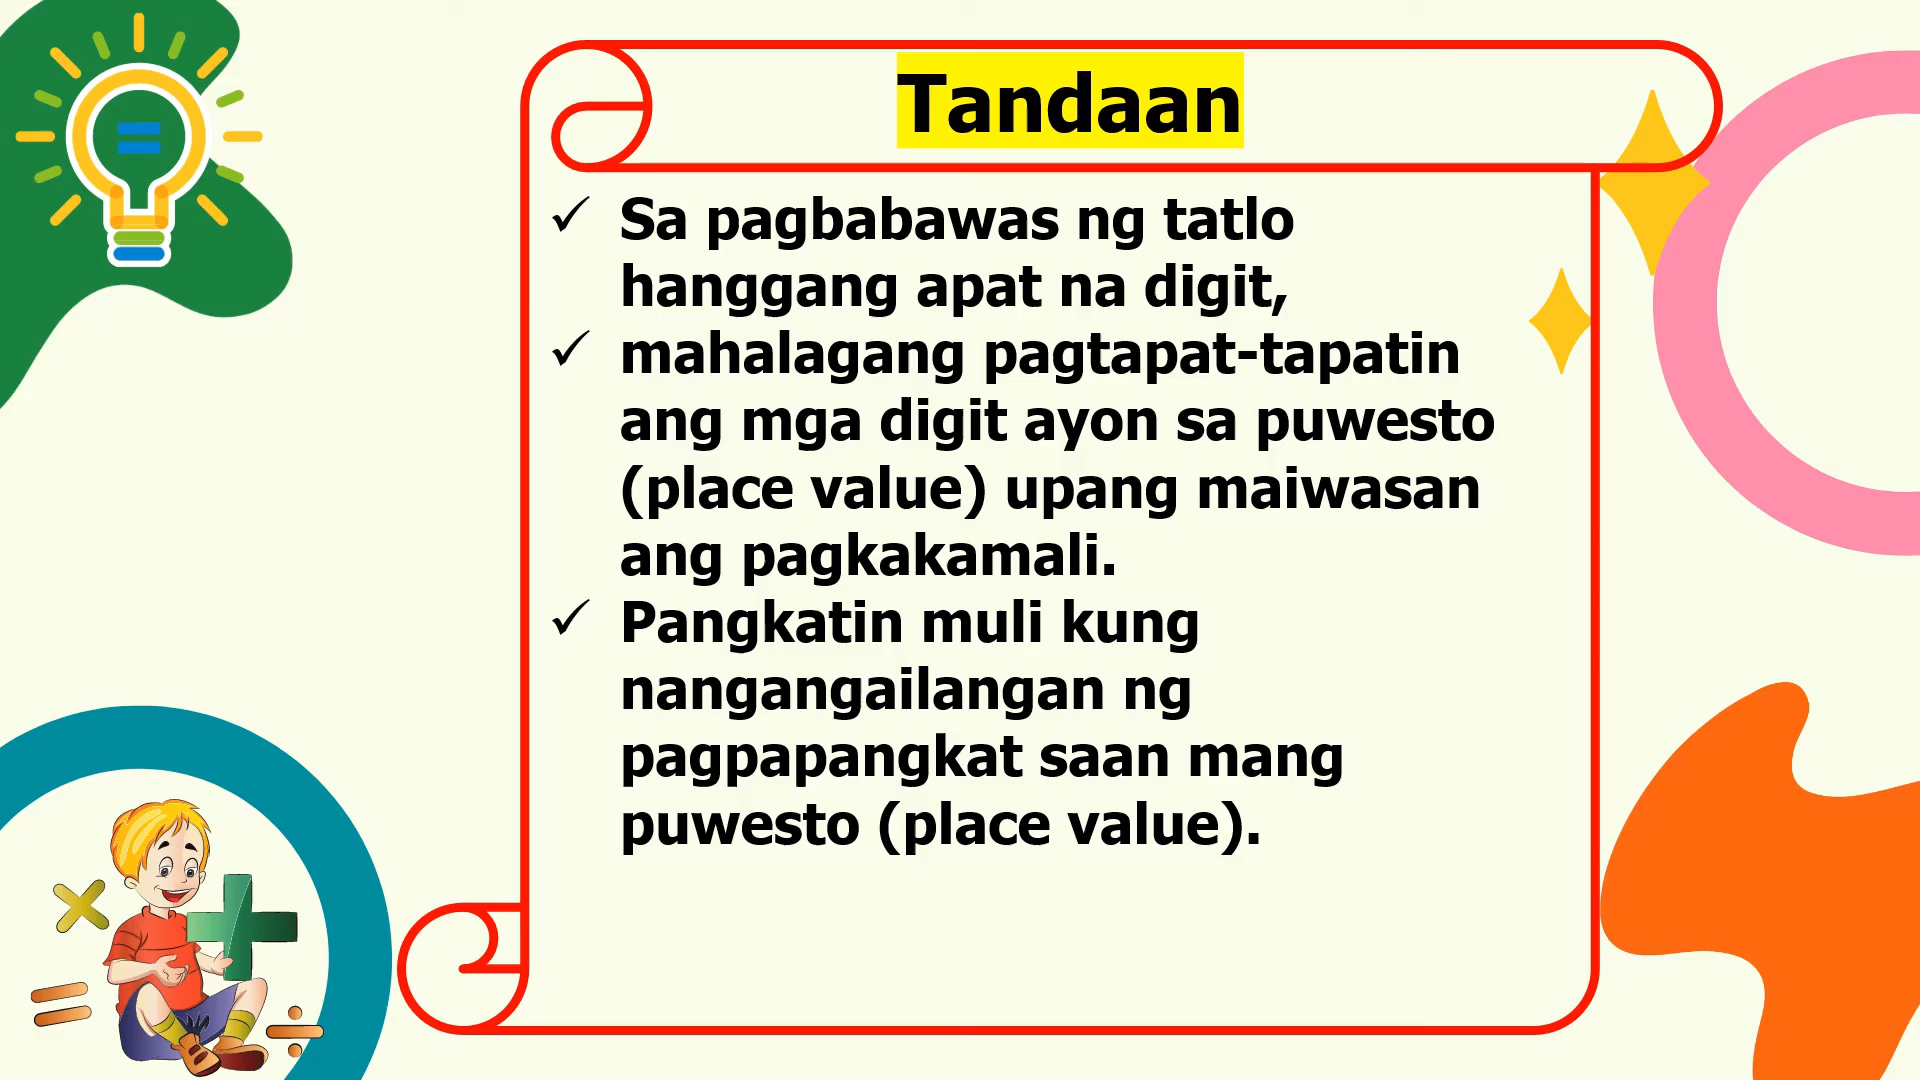 Tandaan
✓ Sa pagbabawas ng tatlo
hanggang apat na digit,
✓ mahalagang pagtapat-tapatin
ang mga digit ayon sa puwesto
(place value) upang maiwasan
ang pagkakamali.
✓ Pangkatin muli kung
nangangailangan ng
pagpapangkat saan mang
puwesto (place value).